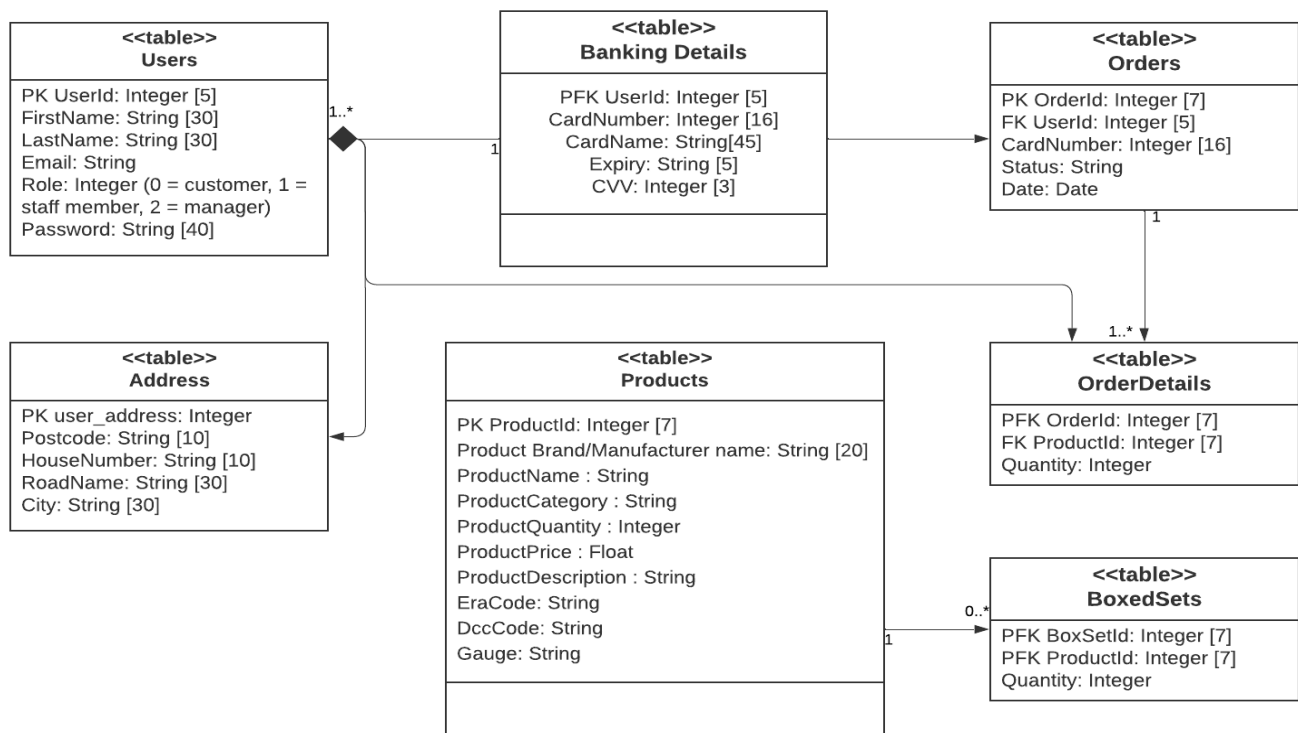 <<table>>
Users
PK UserId: Integer [5]
FirstName: String [30]
LastName: String [30]
Email: String
Role: Integer (0 = customer, 1 =
staff member, 2 = manager)
Password: String [40]
1..*
1
<<table>>
Banking Details
PFK UserId: Integer [5]
CardNumber: Integer [16]
CardName: String[45]
Expiry: String [5]
CVV: Integer [3]
<<table>>
Orders
PK OrderId: Integer [7]
FK UserId: Integer [5]
CardNumber: Integer [16]
Status: String
Date: Date
1
1..*
<<table>>
Address
PK user_address: Integer
Postcode: String [10]
HouseNumber: String [10]
RoadName: String [30]
City: String [30]
<<table>>
Products
PK ProductId: Integer [7]
Product Brand/Manufacturer name: String [20]
ProductName : String
ProductCategory : String
ProductQuantity : Integer
ProductPrice : Float
ProductDescription : String
EraCode: String
DccCode: String
Gauge: String
1
0..*
<<table>>
OrderDetails
PFK OrderId: Integer [7]
FK ProductId: Integer [7]
Quantity: Integer
<<table>>
BoxedSets
PFK BoxSetId: Integer [7]
PFK ProductId: Integer [7]
Quantity: Integer